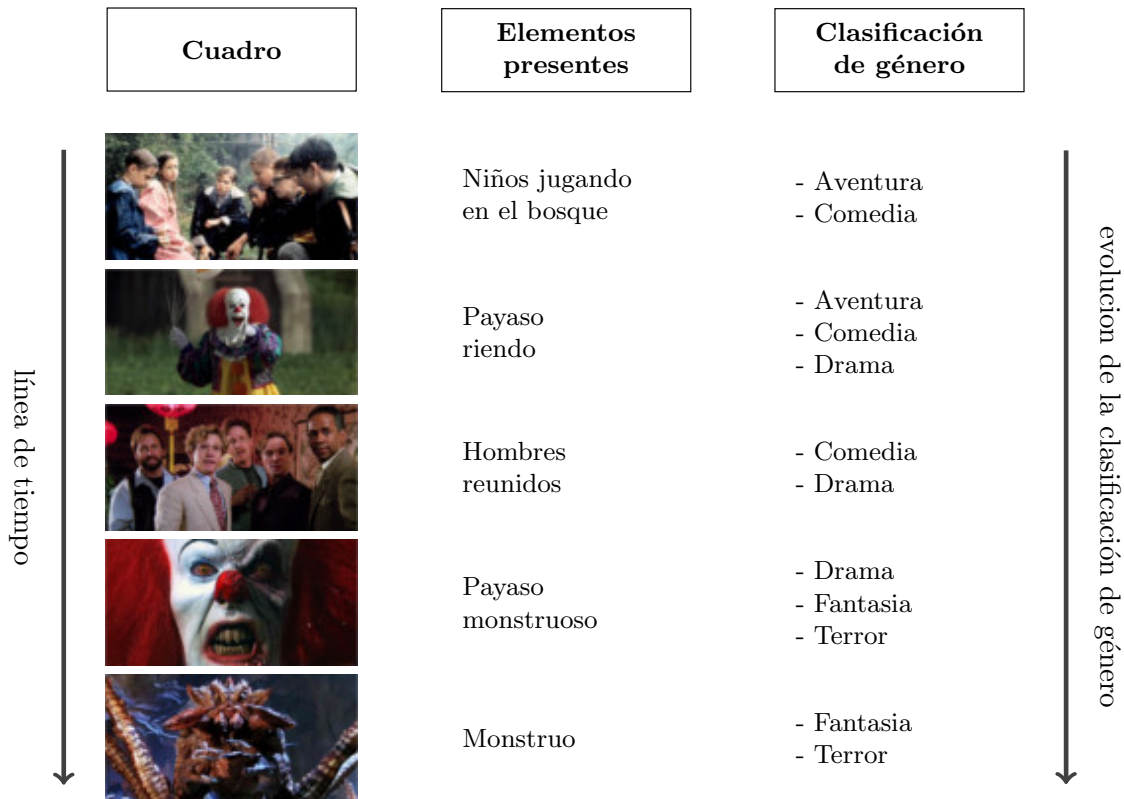 Cuadro
Elementos
presentes
Clasificación
de género
línea de tiempo
Niños jugando
en el bosque
- Aventura
- Comedia
Payaso
riendo
- Aventura
- Comedia
- Drama
Hombres
reunidos
- Comedia
- Drama
Payaso
monstruoso
- Drama
- Fantasia
- Terror
Monstruo
- Fantasia
- Terror
evolucion de la clasificación de género